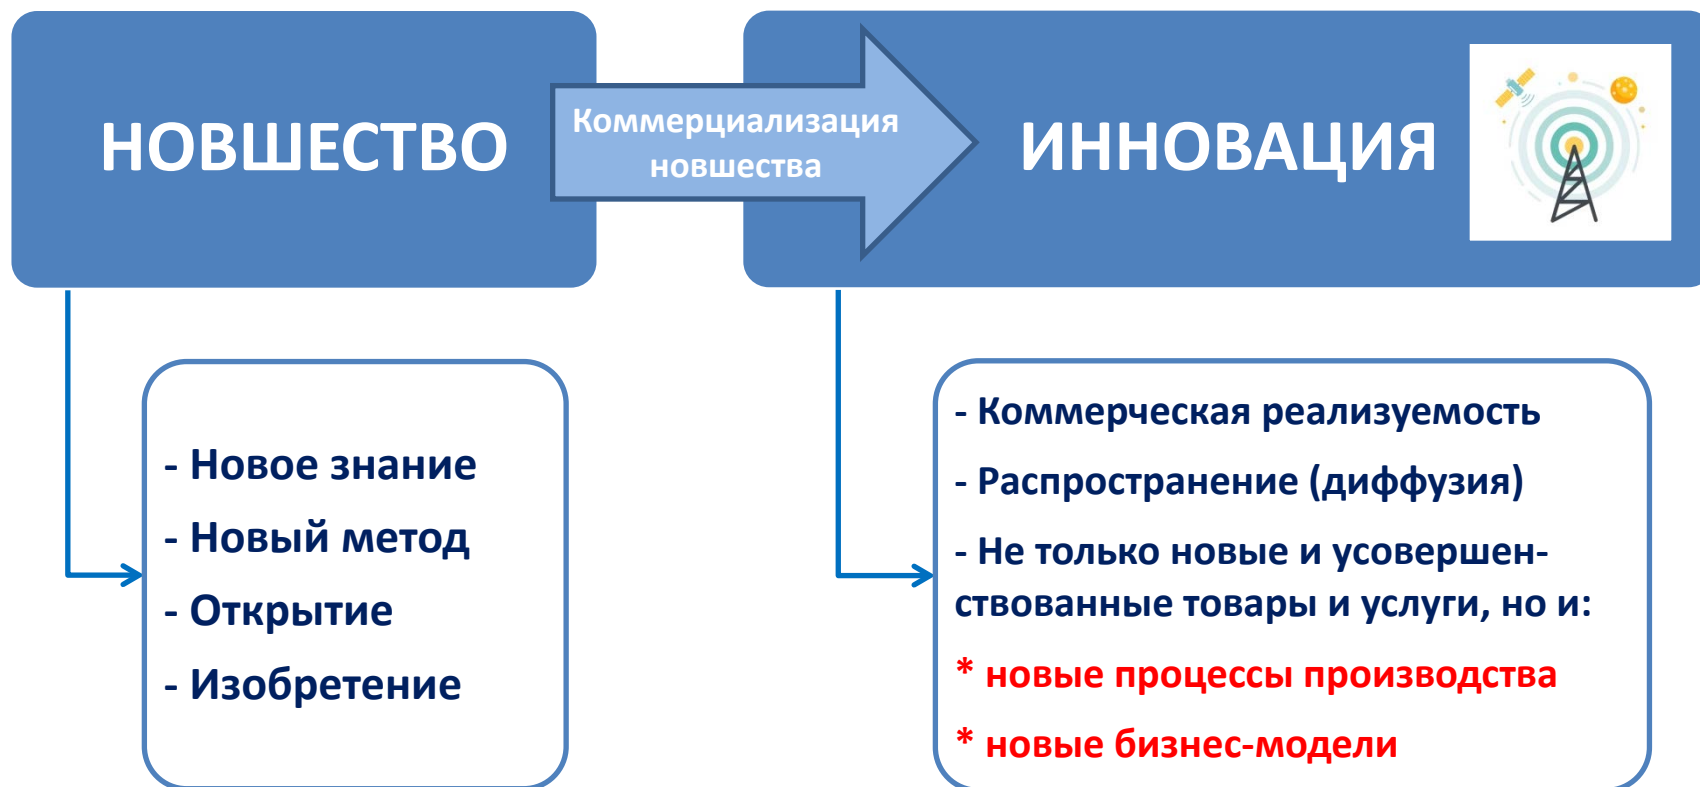 НОВШЕСТВО
Коммерциализация
новшества
ИННОВАЦИЯ
- Новое знание
- Новый метод
- Открытие
- Изобретение
- Коммерческая реализуемость
- Распространение (диффузия)
- Не только новые и усовершен-
ствованные товары и услуги, но и:
* новые процессы производства
* новые бизнес-модели